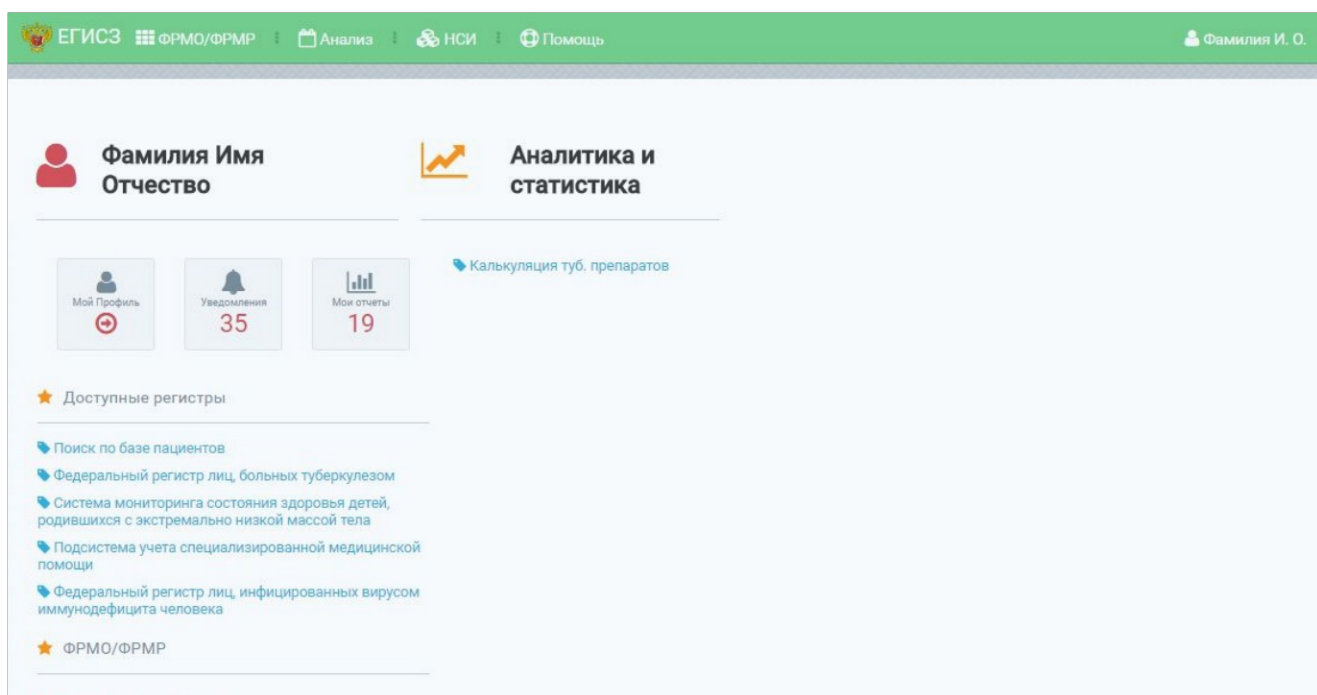 ЕГИСЗ ФРМО/ФРМР Анализ НСИ Помощь Фамилия И. О.
Фамилия Имя
Отчество
Аналитика и
статистика
Мой Профиль
Уведомления
35
Мои отчеты
19
Калькуляция туб. препаратов
Доступные регистры
Поиск по базе пациентов
Федеральный регистр лиц, больных туберкулезом
Система мониторинга состояния здоровья детей,
родившихся с экстремально низкой массой тела
Подсистема учета специализированной медицинской
помощи
Федеральный регистр лиц, инфицированных вирусом
иммунодефицита человека
ФРМО/ФРМР